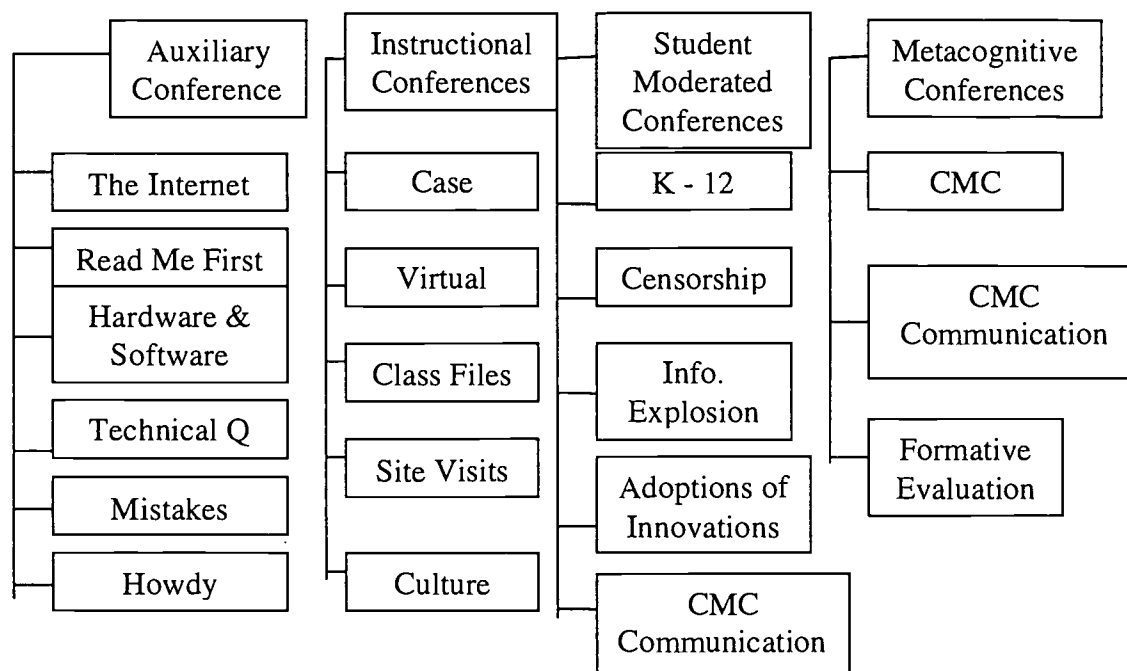 Auxiliary
Conference
The Internet
Read Me First
Hardware &
Software
Technical Q
Mistakes
Howdy
Instructional
Conferences
Case
Virtual
Class Files
Site Visits
Culture
Student
Moderated
Conferences
K - 12
Censorship
Info.
Explosion
Adoptions of
Innovations
CMC
Communication
Metacognitive
Conferences
CMC
CMC
Communication
Formative
Evaluation